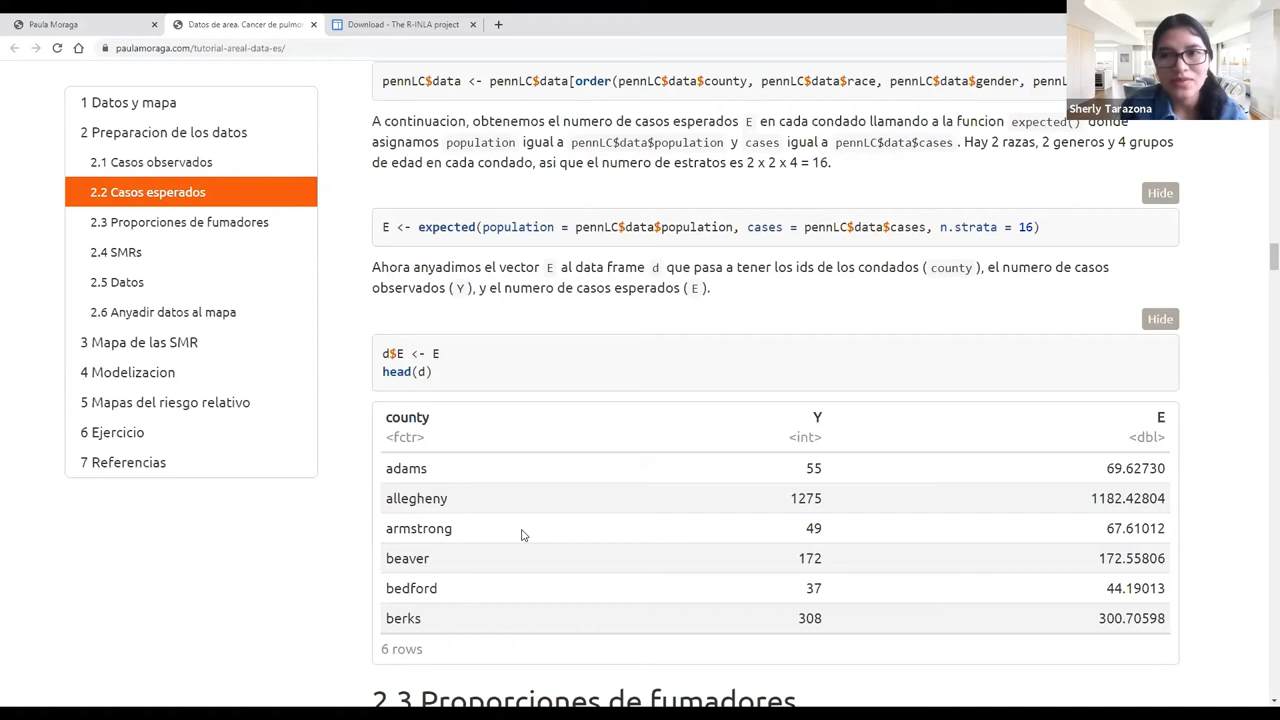 Paula Moraga
Datos de area. Cancer de pulmo
Download - The R-INLA project
paulamoraga.com/tutorial-areal-data-es/
Sherly Tarazona
1 Datos y mapa
2 Preparacion de los datos
2.1 Casos observados
2.2 Casos esperados
2.3 Proporciones de fumadores
2.4 SMRs
2.5 Datos
2.6 Anyadir datos al mapa
3 Mapa de las SMR
4 Modelizacion
5 Mapas del riesgo relativo
6 Ejercicio
7 Referencias
pennLC$data <- pennLC$data[order(pennLC$data$county, pennLC$data$race, pennLC$data$gender, penn
A continuacion, obtenemos el numero de casos esperados E en cada condado llamando a la funcion expected() donde
asignamos population igual a pennLC$data$population y cases igual a pennLC$data$cases. Hay 2 razas, 2 generos y 4 grupos
de edad en cada condado, asi que el numero de estratos es 2 x 2 x 4 = 16.
Hide
E <- expected(population = pennLC$data$population, cases = pennLC$data$cases, n.strata = 16)
Ahora anyadimos el vector E al data frame d que pasa a tener los ids de los condados (county), el numero de casos
observados (Y), y el numero de casos esperados (E).
Hide
d$E <- E
head(d)
county Y E
<fctr> <int> <dbl>
adams 55 69.62730
allegheny 1275 1182.42804
armstrong 49 67.61012
beaver 172 172.55806
bedford 37 44.19013
berks 308 300.70598
6 rows
2.3 Proporciones de fumadores